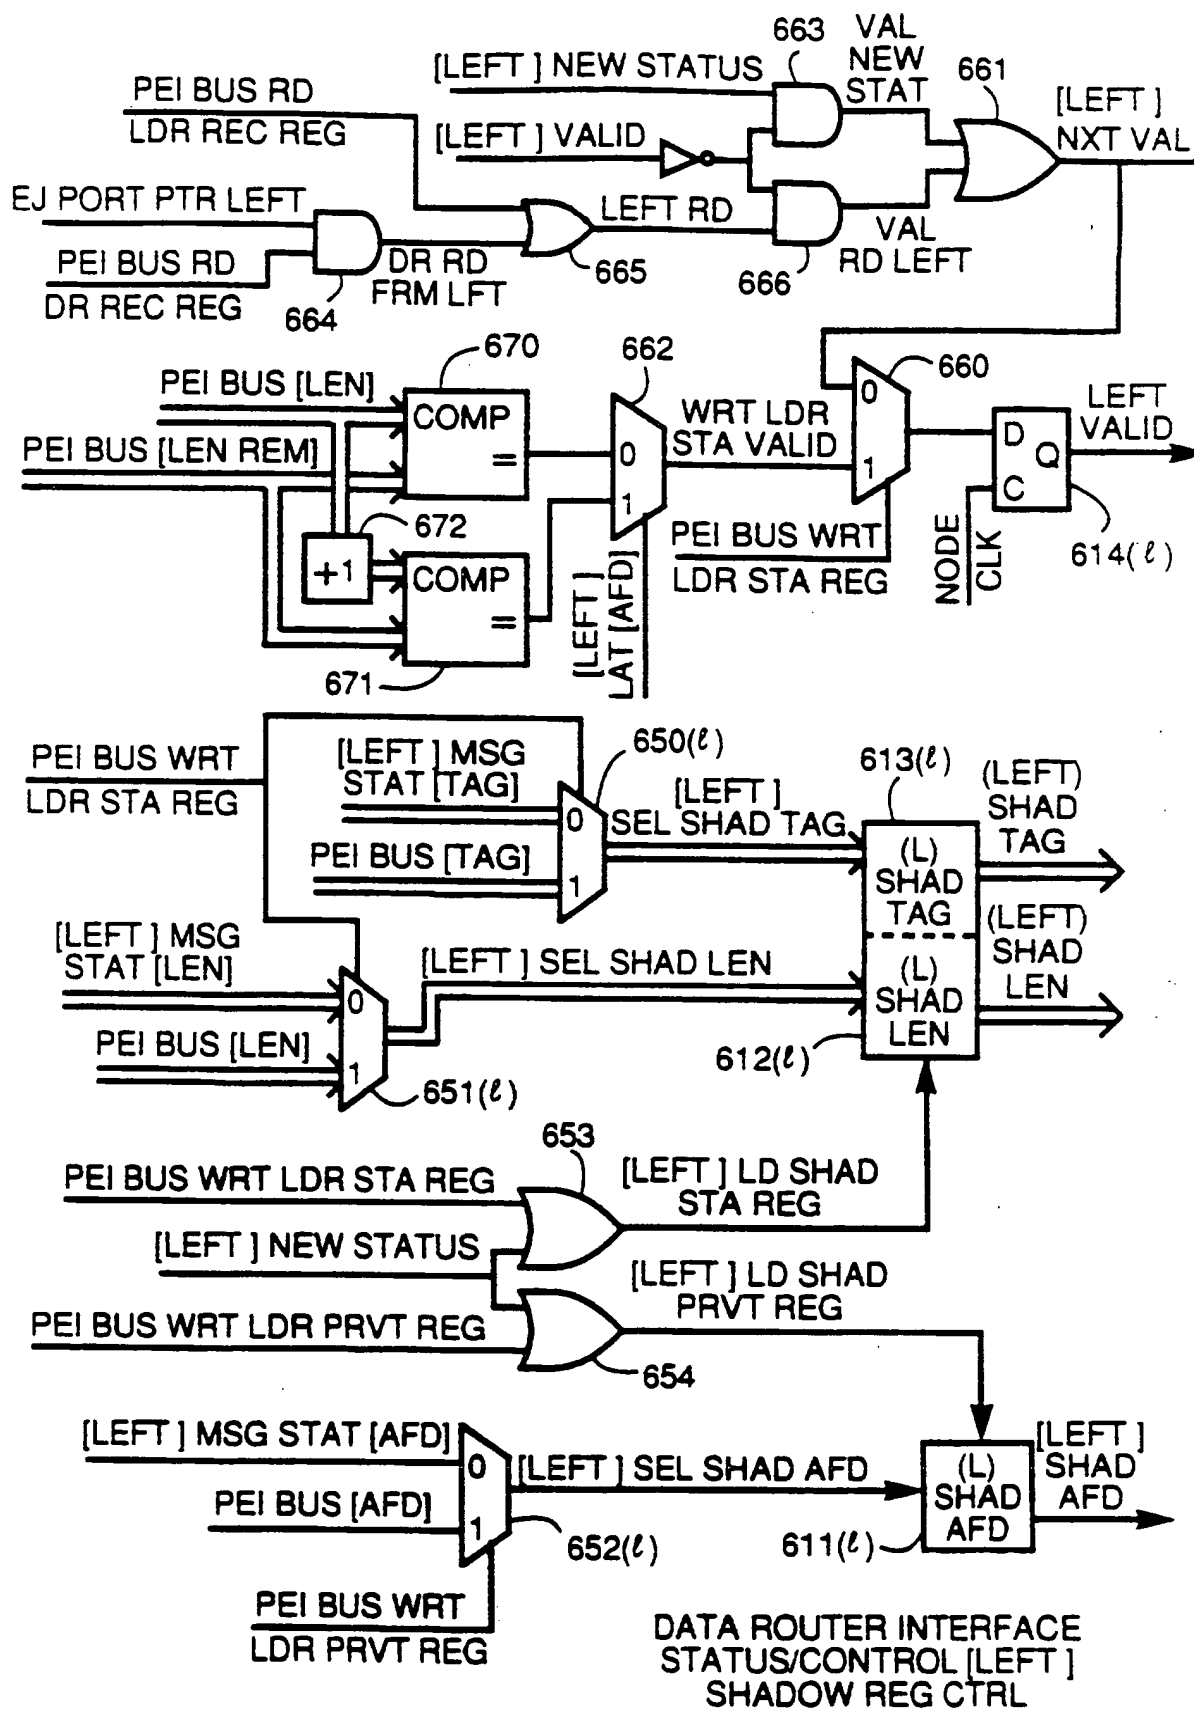 663
VAL
NEW
STAT
[LEFT ] NEW STATUS
661
[LEFT ]
NXT VAL
PEI BUS RD
LDR REC REG
[LEFT ] VALID
EJ PORT PTR LEFT
LEFT RD
PEI BUS RD
DR REC REG
664
DR RD
FRM LFT
665
666
VAL
RD LEFT
670
662
660
PEI BUS [LEN]
COMP
=
PEI BUS [LEN REM]
0
1
WRT LDR
STA VALID
0
1
D
Q
C
LEFT
VALID
672
+1
COMP
=
671
[LEFT ]
LAT [AFD]
PEI BUS WRT
LDR STA REG
NODE
CLK
614(ℓ)
PEI BUS WRT
LDR STA REG
[LEFT ] MSG
STAT [TAG]
650(ℓ)
0
PEI BUS [TAG]
1
[LEFT ]
SEL SHAD TAG
613(ℓ)
(L)
SHAD
TAG
(LEFT)
SHAD
TAG
[LEFT ] MSG
STAT [LEN]
0
PEI BUS [LEN]
1
651(ℓ)
[LEFT ] SEL SHAD LEN
(L)
SHAD
LEN
612(ℓ)
(LEFT)
SHAD
LEN
653
PEI BUS WRT LDR STA REG
[LEFT ] LD SHAD
STA REG
[LEFT ] NEW STATUS
[LEFT ] LD SHAD
PRVT REG
PEI BUS WRT LDR PRVT REG
654
[LEFT ] MSG STAT [AFD]
0
PEI BUS [AFD]
1
[LEFT ] SEL SHAD AFD
652(ℓ)
(L)
SHAD
AFD
611(ℓ)
[LEFT ]
SHAD
AFD
PEI BUS WRT
LDR PRVT REG
DATA ROUTER INTERFACE
STATUS/CONTROL [LEFT ]
SHADOW REG CTRL